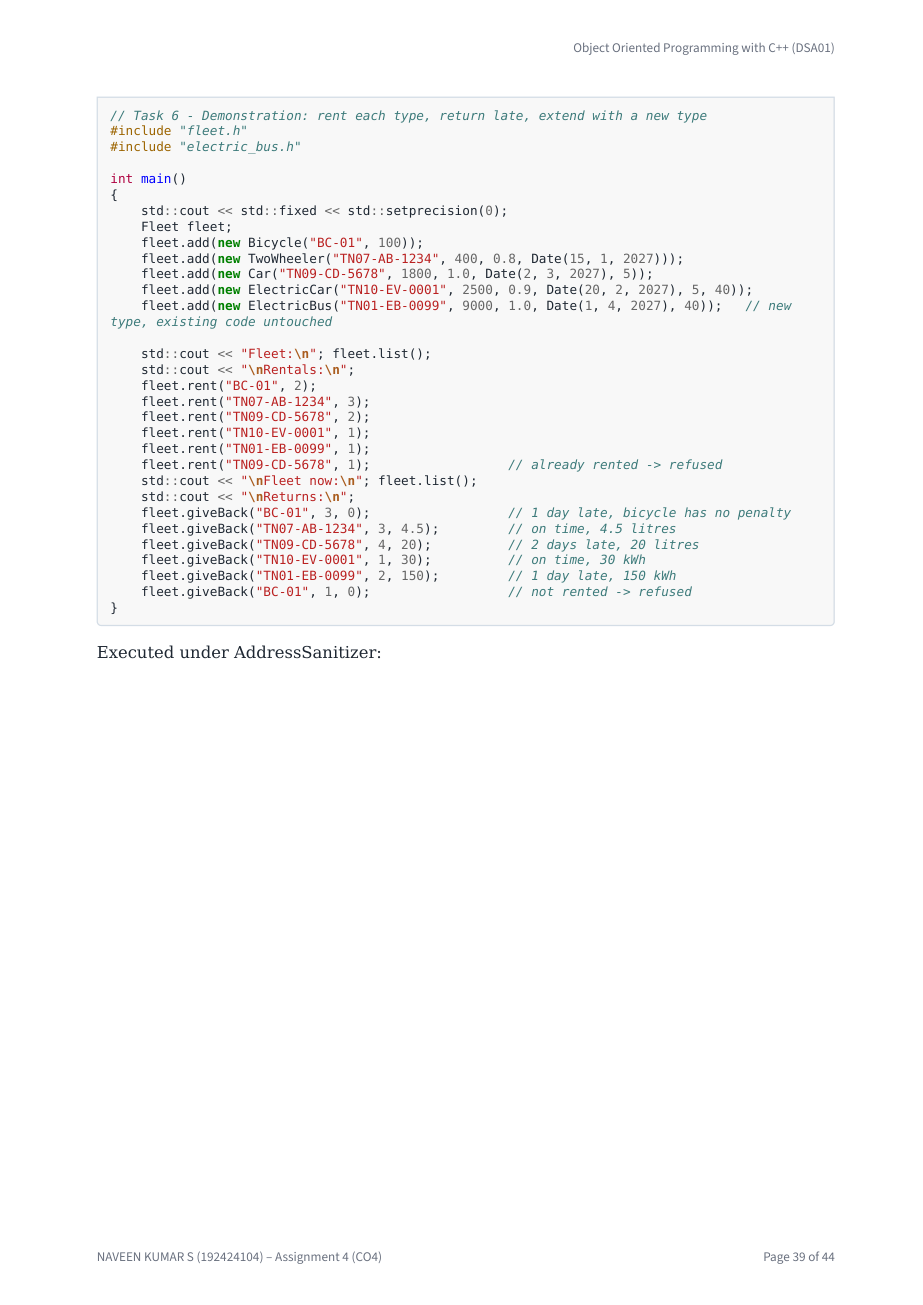 Object Oriented Programming with C++ (DSA01)
// Task 6 - Demonstration: rent each type, return late, extend with a new type
#include "fleet.h"
#include "electric_bus.h"

int main()
{
    std::cout << std::fixed << std::setprecision(0);
    Fleet fleet;
    fleet.add(new Bicycle("BC-01", 100));
    fleet.add(new TwoWheeler("TN07-AB-1234", 400, 0.8, Date(15, 1, 2027)));
    fleet.add(new Car("TN09-CD-5678", 1800, 1.0, Date(2, 3, 2027), 5));
    fleet.add(new ElectricCar("TN10-EV-0001", 2500, 0.9, Date(20, 2, 2027), 5, 40));
    fleet.add(new ElectricBus("TN01-EB-0099", 9000, 1.0, Date(1, 4, 2027), 40));   // new
type, existing code untouched

    std::cout << "Fleet:\n"; fleet.list();
    std::cout << "\nRentals:\n";
    fleet.rent("BC-01", 2);
    fleet.rent("TN07-AB-1234", 3);
    fleet.rent("TN09-CD-5678", 2);
    fleet.rent("TN10-EV-0001", 1);
    fleet.rent("TN01-EB-0099", 1);
    fleet.rent("TN09-CD-5678", 1);                  // already rented -> refused
    std::cout << "\nFleet now:\n"; fleet.list();
    std::cout << "\nReturns:\n";
    fleet.giveBack("BC-01", 3, 0);                  // 1 day late, bicycle has no penalty
    fleet.giveBack("TN07-AB-1234", 3, 4.5);         // on time, 4.5 litres
    fleet.giveBack("TN09-CD-5678", 4, 20);          // 2 days late, 20 litres
    fleet.giveBack("TN10-EV-0001", 1, 30);          // on time, 30 kWh
    fleet.giveBack("TN01-EB-0099", 2, 150);         // 1 day late, 150 kWh
    fleet.giveBack("BC-01", 1, 0);                  // not rented -> refused
}
Executed under AddressSanitizer:
NAVEEN KUMAR S (192424104) – Assignment 4 (CO4)
Page 39 of 44